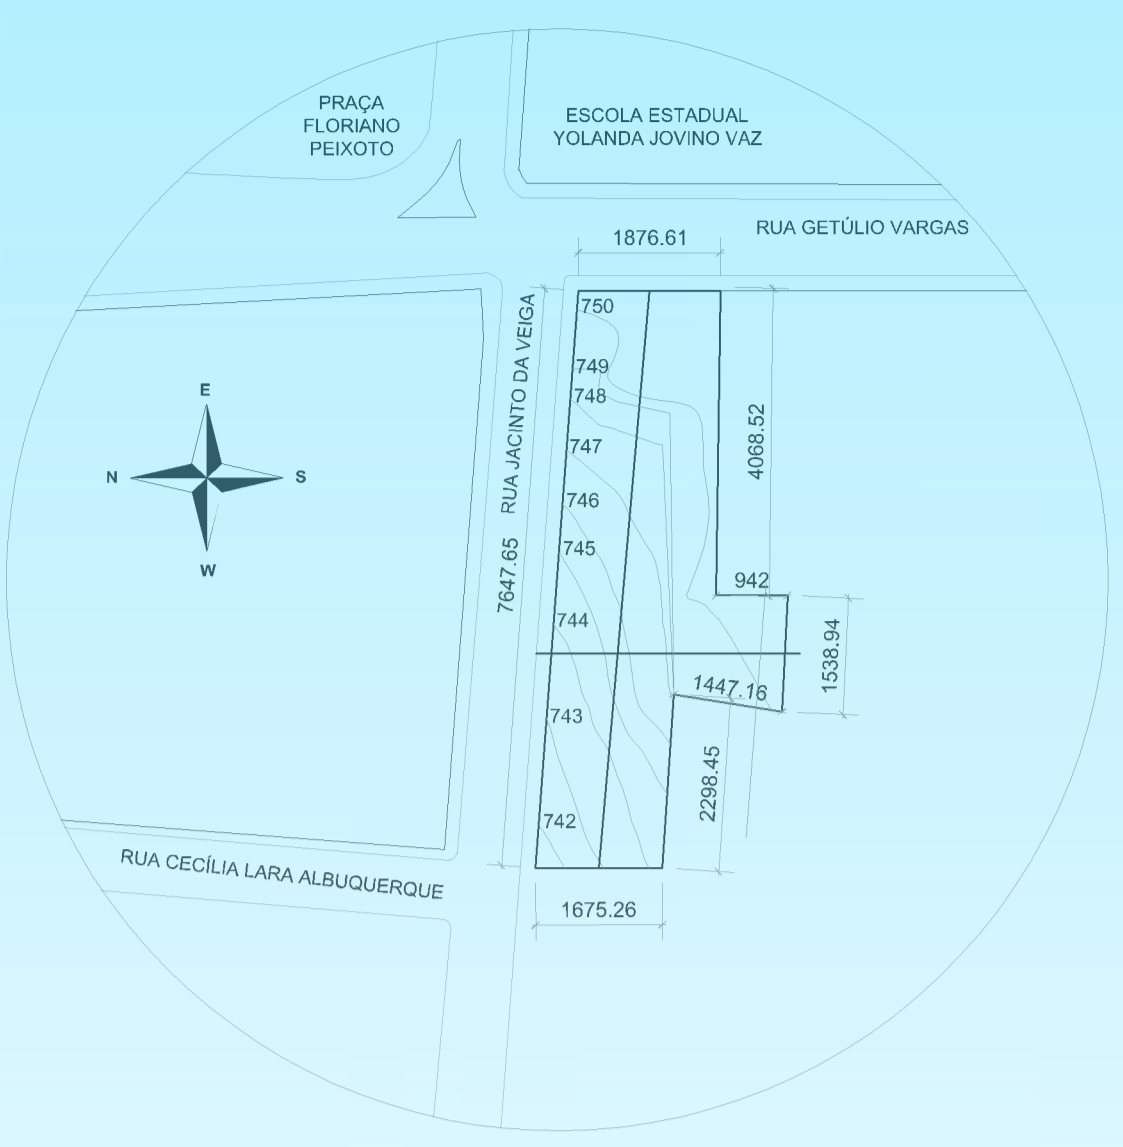 PRAÇA
FLORIANO
PEIXOTO
ESCOLA ESTADUAL
YOLANDA JOVINO VAZ
RUA GETÚLIO VARGAS
1876.61
RUA JACINTO DA VEIGA
7647.65
750
749
748
747
746
745
744
743
742
4068.52
942
1538.94
1447.16
2298.45
1675.26
E
N
S
W
RUA CECÍLIA LARA ALBUQUERQUE